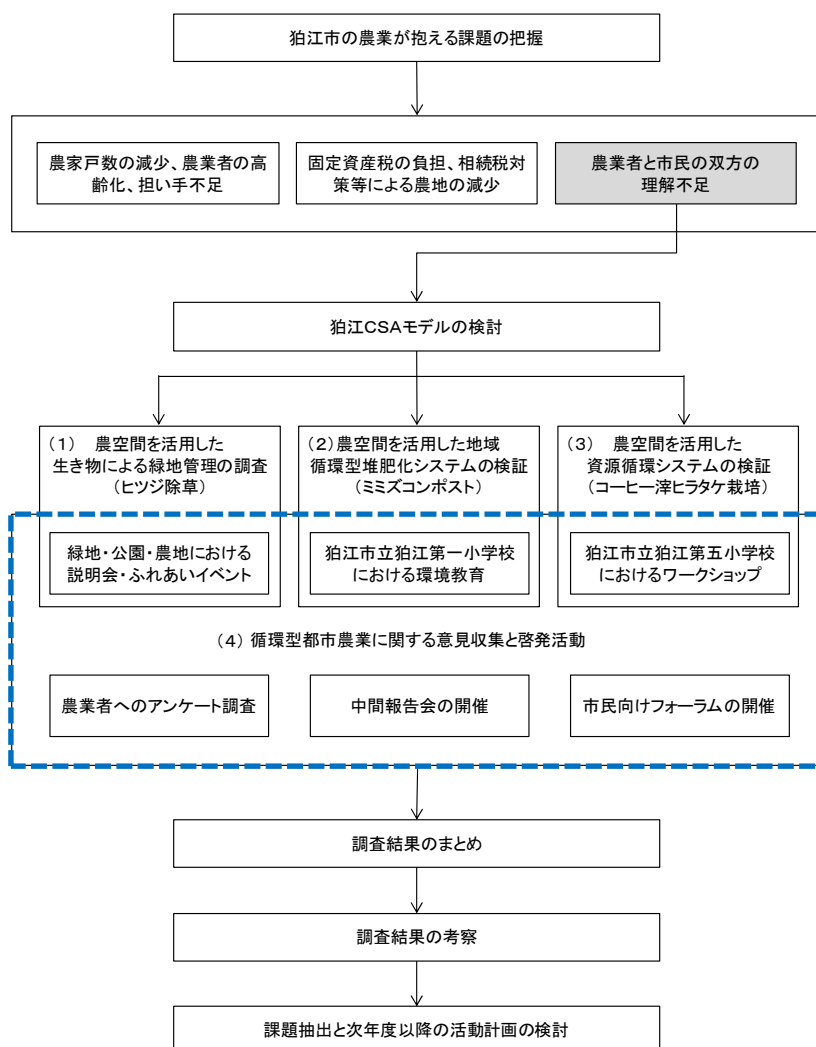 狛江市の農業が抱える課題の把握
農家戸数の減少、農業者の高
齢化、担い手不足
固定資産税の負担、相続税対
策等による農地の減少
農業者と市民の双方の
理解不足
狛江CSAモデルの検討
(1) 農空間を活用した
生き物による緑地管理の調査
(ヒツジ除草)
(2)農空間を活用した地域
循環型堆肥化システムの検証
(ミミズコンポスト)
(3) 農空間を活用した
資源循環システムの検証
(コーヒー滓ヒラタケ栽培)
緑地・公園・農地における
説明会・ふれあいイベント
狛江市立狛江第一小学校
における環境教育
狛江市立狛江第五小学校
におけるワークショップ
(4) 循環型都市農業に関する意見収集と啓発活動
農業者へのアンケート調査
中間報告会の開催
市民向けフォーラムの開催
調査結果のまとめ
調査結果の考察
課題抽出と次年度以降の活動計画の検討